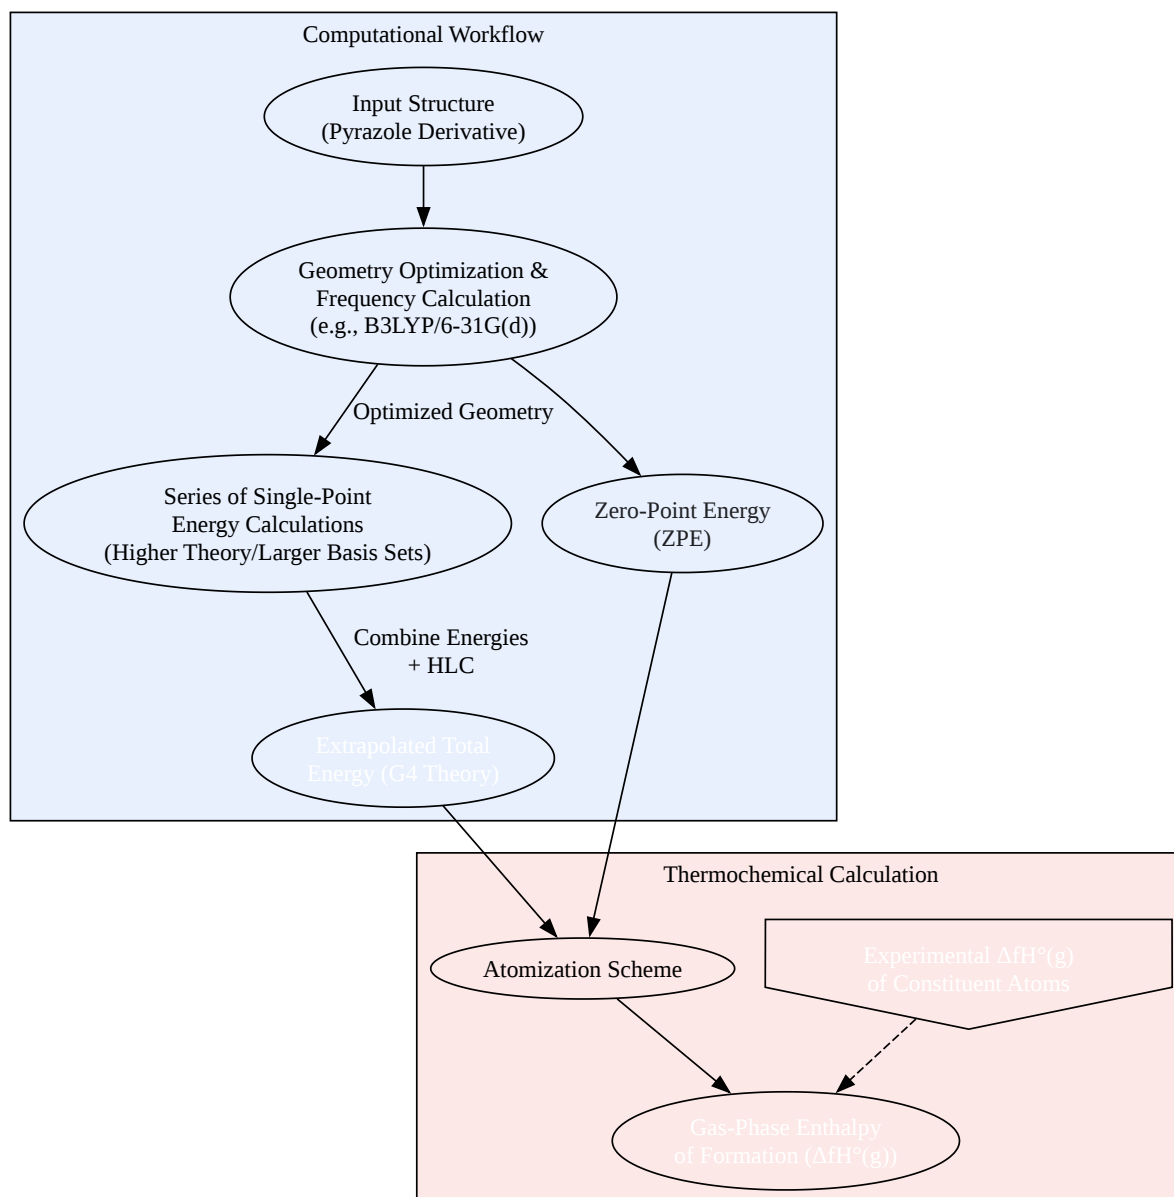 Computational Workflow
Input Structure
(Pyrazole Derivative)
Geometry Optimization &
Frequency Calculation
(e.g., B3LYP/6-31G(d))
Optimized Geometry
Series of Single-Point
Energy Calculations
(Higher Theory/Larger Basis Sets)
Zero-Point Energy
(ZPE)
Combine Energies
+ HLC
Extrapolated Total
Energy (G4 Theory)
Thermochemical Calculation
Atomization Scheme
Experimental ΔfH°(g)
of Constituent Atoms
Gas-Phase Enthalpy
of Formation (ΔfH°(g))